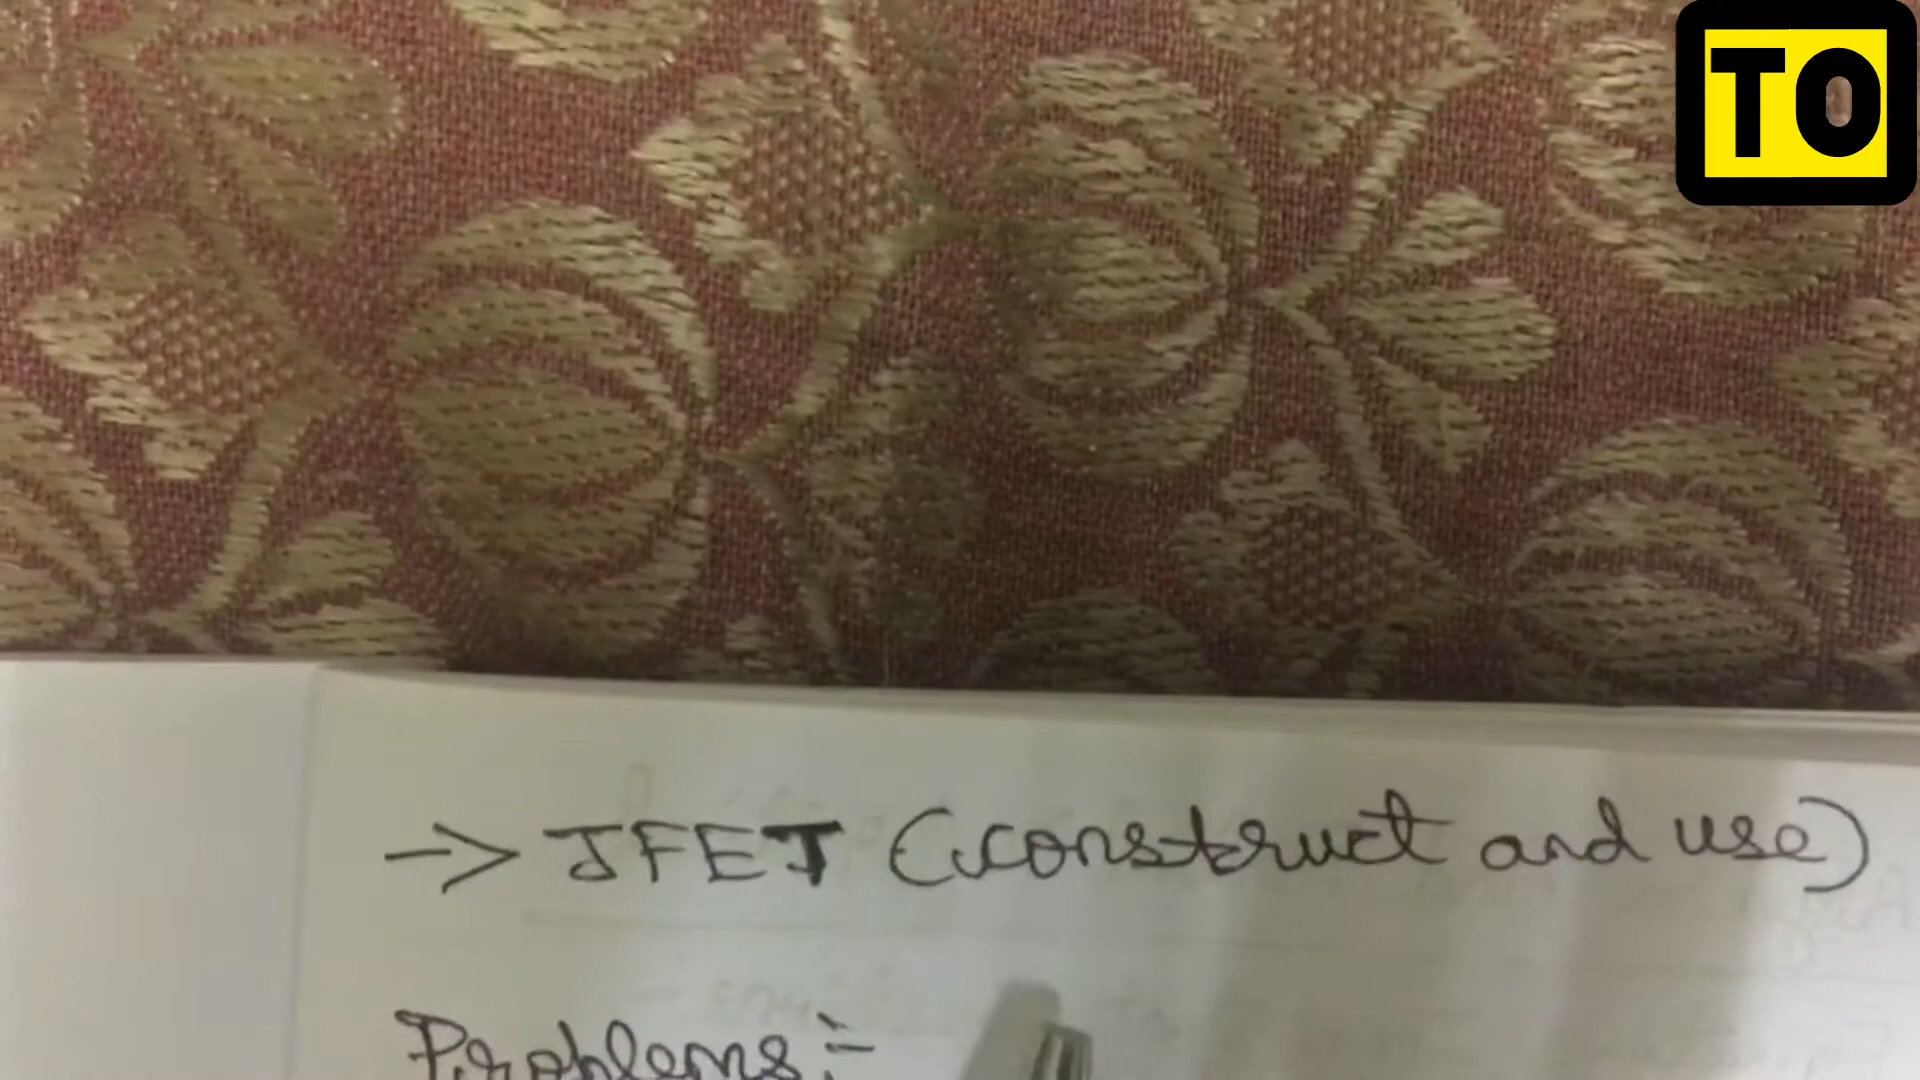 TO
-> JFET (construct and use)
Problems:-